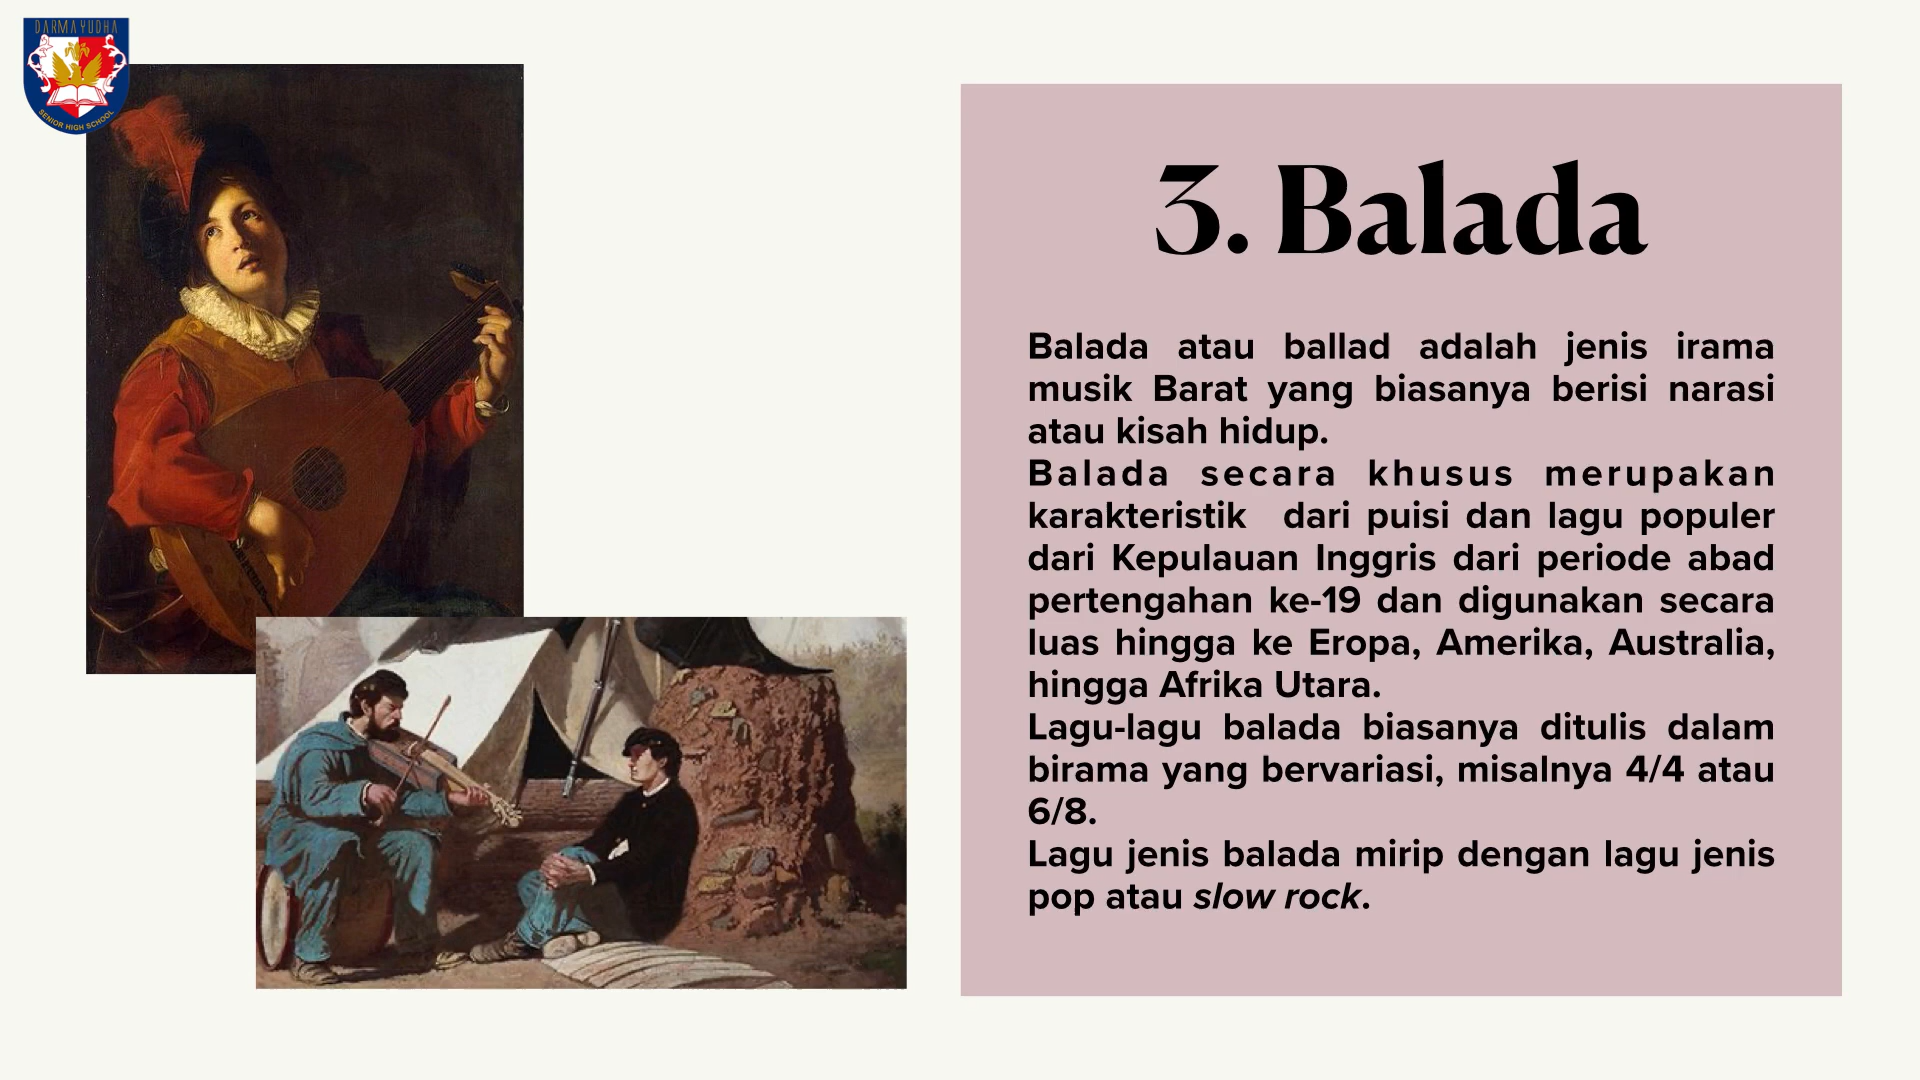 DARMAYUDHA
SENIOR HIGH SCHOOL
3. Balada
Balada atau ballad adalah jenis irama
musik Barat yang biasanya berisi narasi
atau kisah hidup.
Balada secara khusus merupakan
karakteristik dari puisi dan lagu populer
dari Kepulauan Inggris dari periode abad
pertengahan ke-19 dan digunakan secara
luas hingga ke Eropa, Amerika, Australia,
hingga Afrika Utara.
Lagu-lagu balada biasanya ditulis dalam
birama yang bervariasi, misalnya 4/4 atau
6/8.
Lagu jenis balada mirip dengan lagu jenis
pop atau slow rock.